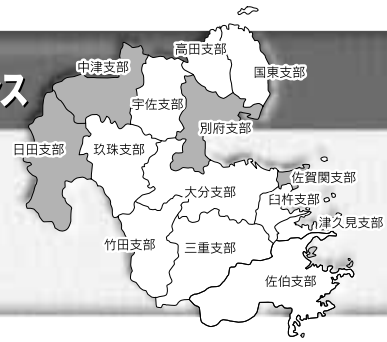 高田支部
国東支部
中津支部
ンス
宇佐支部
別府支部
日田支部
玖珠支部
佐賀関支部
大分支部
臼杵支部
津久見支部
竹田支部
三重支部
佐伯支部